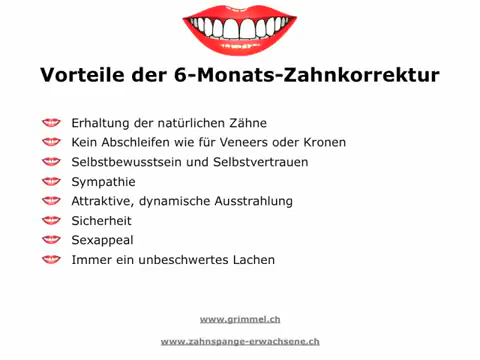 Vorteile der 6-Monats-Zahnkorrektur
Erhaltung der natürlichen Zähne
Kein Abschleifen wie für Veneers oder Kronen
Selbstbewusstsein und Selbstvertrauen
Sympathie
Attraktive, dynamische Ausstrahlung
Sicherheit
Sexappeal
Immer ein unbeschwertes Lachen
www.grimmel.ch
www.zahnspange-erwachsene.ch